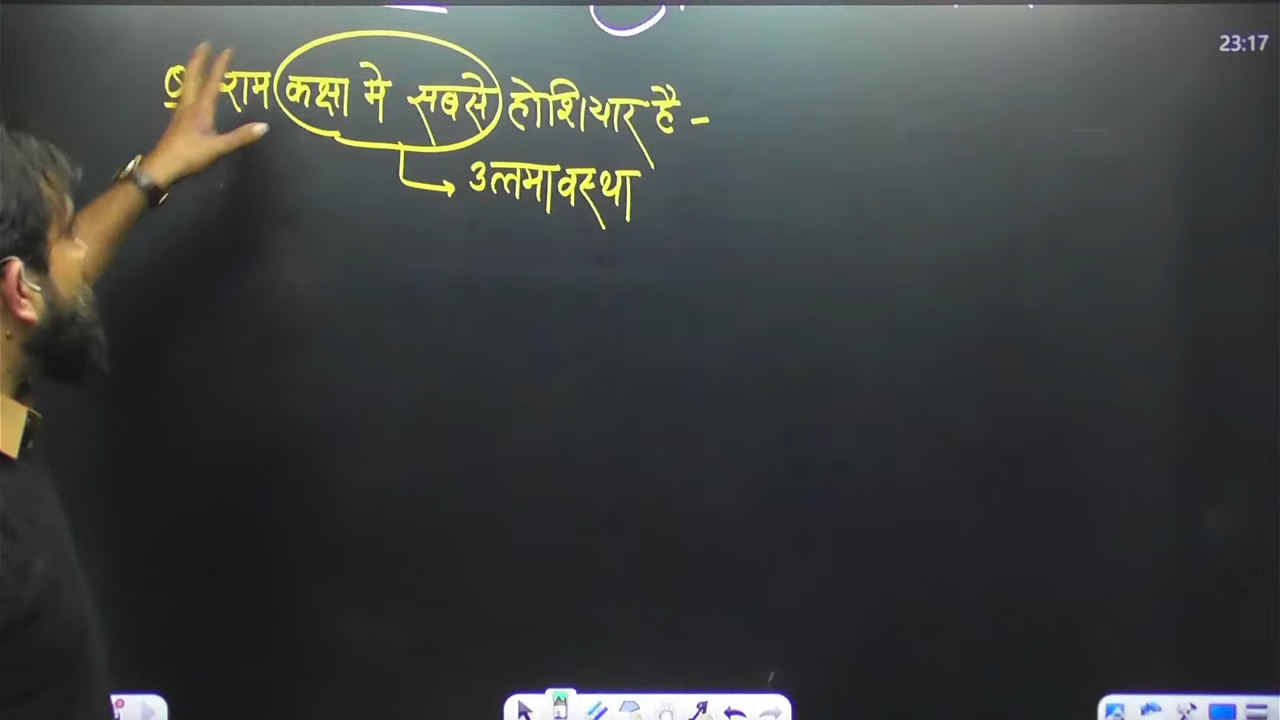 23:17
राम कक्षा मे सबसे होशियार है -
उत्तमावस्था